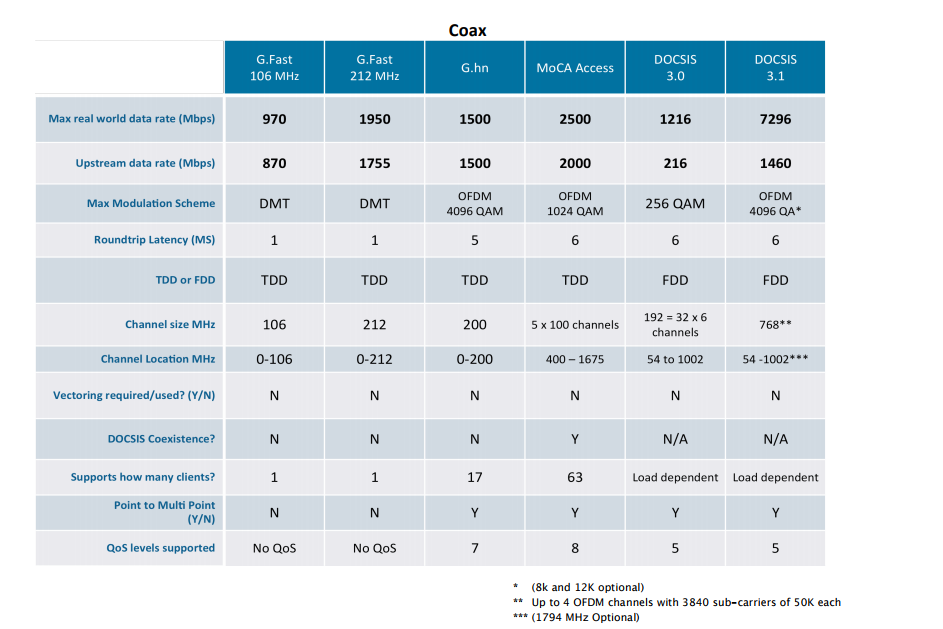 Coax
G.Fast
106 MHz
G.Fast
212 MHz
G.hn
MoCA Access
DOCSIS
3.0
DOCSIS
3.1
Max real world data rate (Mbps) 970 1950 1500 2500 1216 7296
Upstream data rate (Mbps) 870 1755 1500 2000 216 1460
Max Modulation Scheme DMT DMT
OFDM
4096 QAM
OFDM
1024 QAM
256 QAM
OFDM
4096 QA*
Roundtrip Latency (MS) 1 1 5 6 6 6
TDD or FDD TDD TDD TDD TDD FDD FDD
Channel size MHz 106 212 200 5 x 100 channels
192 = 32 x 6
channels
768**
Channel Location MHz 0-106 0-212 0-200 400 – 1675 54 to 1002 54 -1002***
Vectoring required/used? (Y/N) N N N N N N
DOCSIS Coexistence? N N N Y N/A N/A
Supports how many clients? 1 1 17 63 Load dependent Load dependent
Point to Multi Point
(Y/N)
N N Y Y Y Y
QoS levels supported No QoS No QoS 7 8 5 5
* (8k and 12K optional)
** Up to 4 OFDM channels with 3840 sub-carriers of 50K each
*** (1794 MHz Optional)